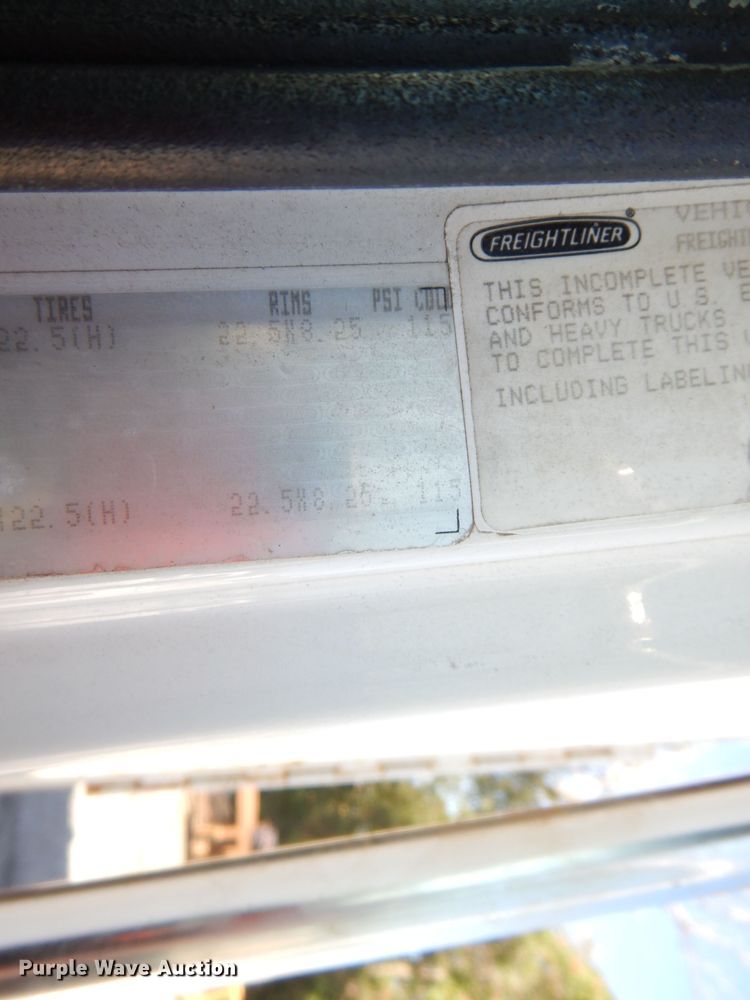 TIRES RIMS PSI COLD
22.5(H) 22.5X8.25 115
22.5(H) 22.5X8.25 115
FREIGHTLINER®
VEHI
FREIGHT
THIS INCOMPLETE VE
CONFORMS TO U.S. E
AND HEAVY TRUCKS
TO COMPLETE THIS
INCLUDING LABELIN
Purple Wave Auction